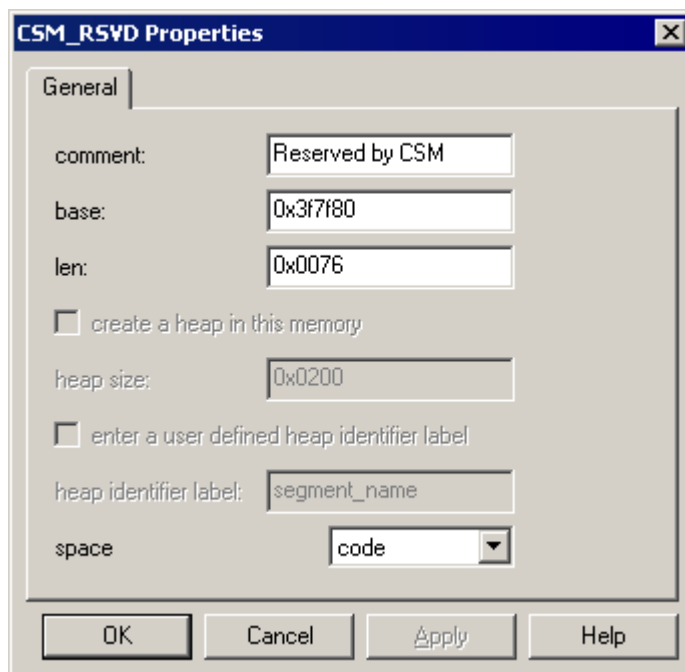 CSM_RSVD Properties
General
comment: Reserved by CSM
base: 0x3f7f80
len: 0x0076
create a heap in this memory
heap size: 0x0200
enter a user defined heap identifier label
heap identifier label: segment_name
space code
OK Cancel Apply Help